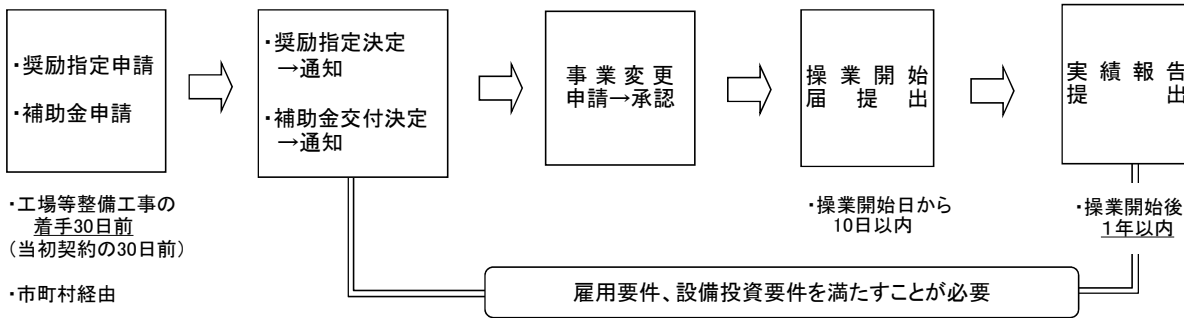 ・奨励指定申請
・補助金申請
・奨励指定決定
→通知
・補助金交付決定
→通知
事業変更
申請→承認
操業開始
届提出
実績報告
提出
・工場等整備工事の
着手30日前
(当初契約の30日前)
・市町村経由
・操業開始日から
10日以内
・操業開始後
1年以内
雇用要件、設備投資要件を満たすことが必要